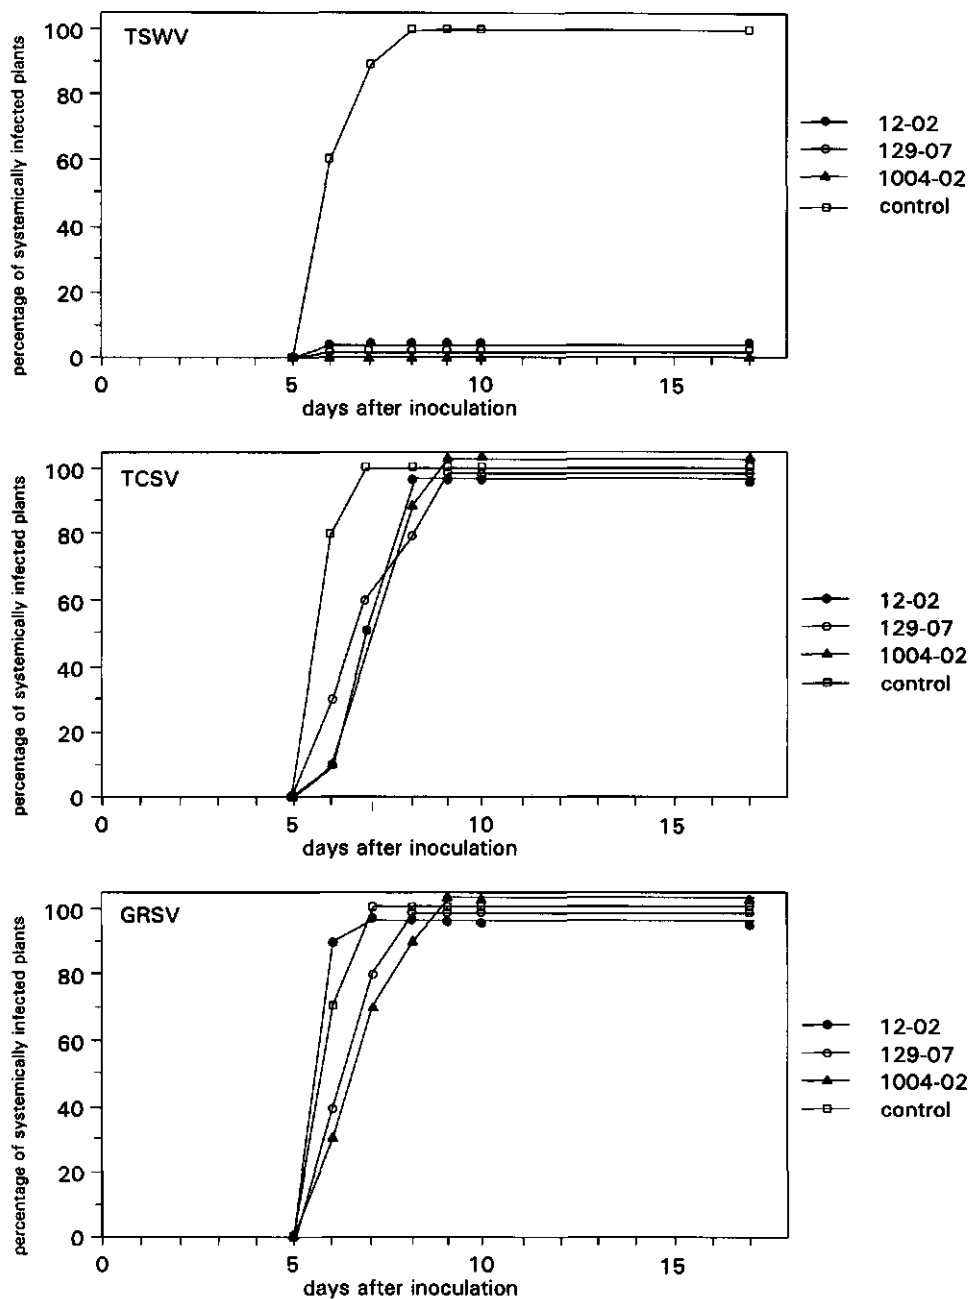 TSWV
percentage of systemically infected plants
100
80
60
40
20
0
0 5 10 15
days after inoculation
12-02
129-07
1004-02
control
TCSV
percentage of systemically infected plants
100
80
60
40
20
0
0 5 10 15
days after inoculation
12-02
129-07
1004-02
control
GRSV
percentage of systemically infected plants
100
80
60
40
20
0
0 5 10 15
days after inoculation
12-02
129-07
1004-02
control